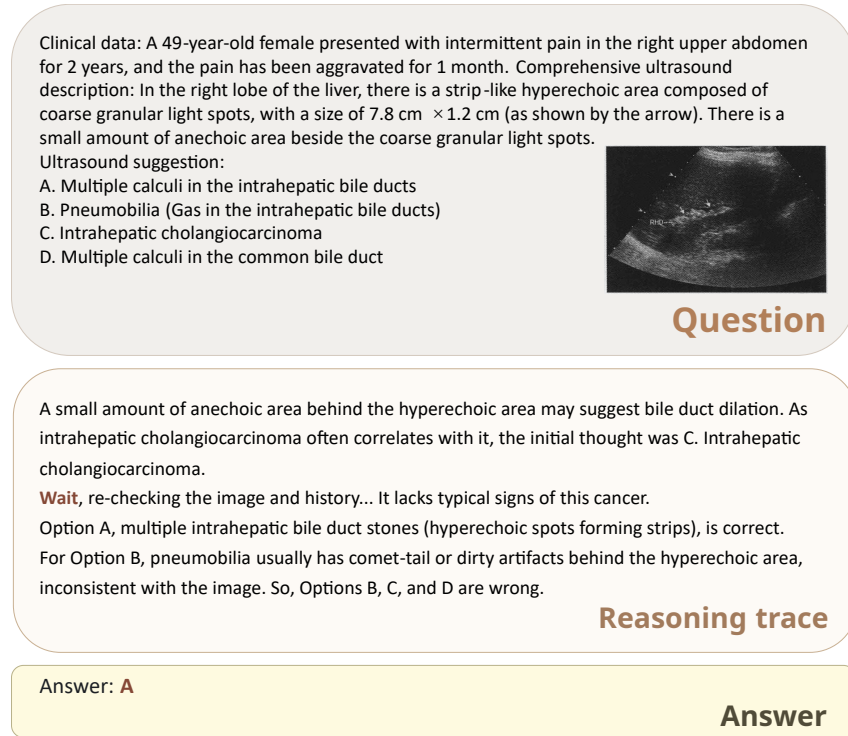 Clinical data: A 49-year-old female presented with intermittent pain in the right upper abdomen
for 2 years, and the pain has been aggravated for 1 month. Comprehensive ultrasound
description: In the right lobe of the liver, there is a strip-like hyperechoic area composed of
coarse granular light spots, with a size of 7.8 cm ×1.2 cm (as shown by the arrow). There is a
small amount of anechoic area beside the coarse granular light spots.
Ultrasound suggestion:
A. Multiple calculi in the intrahepatic bile ducts
B. Pneumobilia (Gas in the intrahepatic bile ducts)
C. Intrahepatic cholangiocarcinoma
D. Multiple calculi in the common bile duct
RHD
Question
A small amount of anechoic area behind the hyperechoic area may suggest bile duct dilation. As
intrahepatic cholangiocarcinoma often correlates with it, the initial thought was C. Intrahepatic
cholangiocarcinoma.
Wait, re-checking the image and history... It lacks typical signs of this cancer.
Option A, multiple intrahepatic bile duct stones (hyperechoic spots forming strips), is correct.
For Option B, pneumobilia usually has comet-tail or dirty artifacts behind the hyperechoic area,
inconsistent with the image. So, Options B, C, and D are wrong.
Reasoning trace
Answer: A
Answer